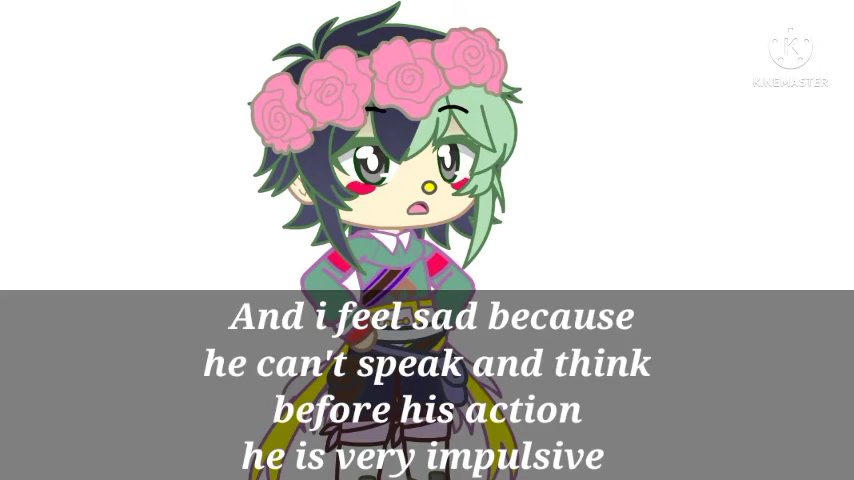 KINEMASTER
And i feel sad because
he can't speak and think
before his action
he is very impulsive